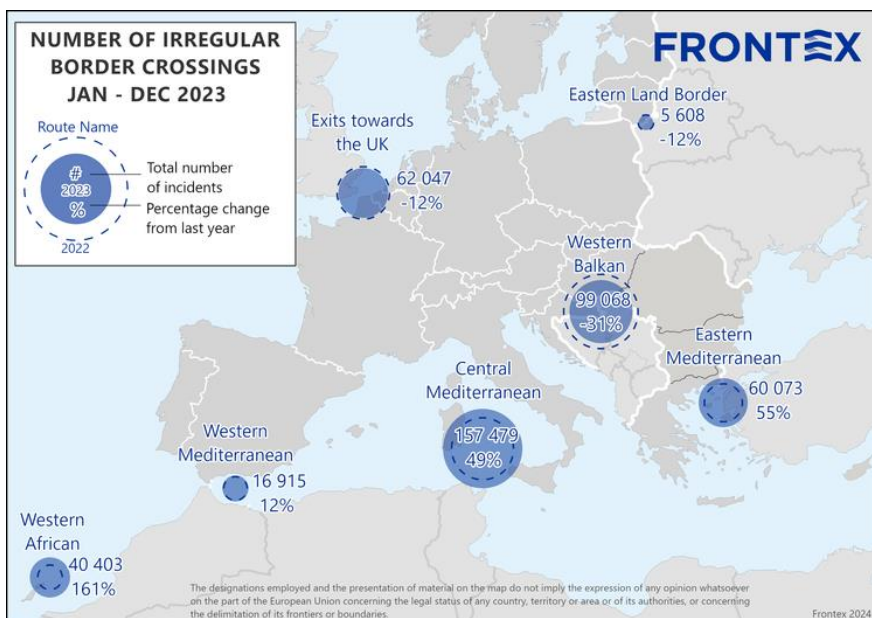 NUMBER OF IRREGULAR
BORDER CROSSINGS
JAN - DEC 2023
Route Name
#
2023
%
Total number
of incidents
Percentage change
from last year
2022
FRONTEX
Exits towards
the UK
62 047
-12%
Eastern Land Border
5 608
-12%
Western
Balkan
99 068
-31%
Eastern
Mediterranean
60 073
55%
Central
Mediterranean
157 479
49%
Western
Mediterranean
16 915
12%
Western
African
40 403
161%
The designations employed and the presentation of material on the map do not imply the expression of any opinion whatsoever
on the part of the European Union concerning the legal status of any country, territory or area or of its authorities, or concerning
the delimitation of its frontiers or boundaries.
Frontex 2024